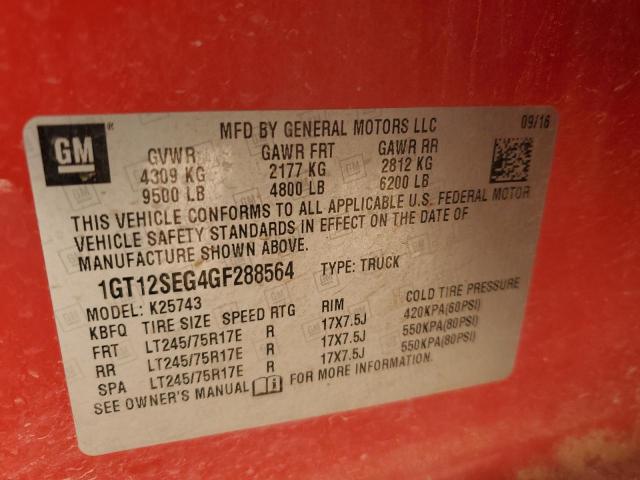 GM ®
MFD BY GENERAL MOTORS LLC 09/16
GVWR GAWR FRT GAWR RR
4309 KG 2177 KG 2812 KG
9500 LB 4800 LB 6200 LB
THIS VEHICLE CONFORMS TO ALL APPLICABLE U.S. FEDERAL MOTOR
VEHICLE SAFETY STANDARDS IN EFFECT ON THE DATE OF
MANUFACTURE SHOWN ABOVE.
1GT12SEG4GF288564 TYPE: TRUCK
MODEL: K25743
KBFQ TIRE SIZE SPEED RTG RIM COLD TIRE PRESSURE
FRT LT245/75R17E R 17X7.5J 420KPA(60PSI)
RR LT245/75R17E R 17X7.5J 550KPA(80PSI)
SPA LT245/75R17E R 17X7.5J 550KPA(80PSI)
SEE OWNER'S MANUAL FOR MORE INFORMATION.